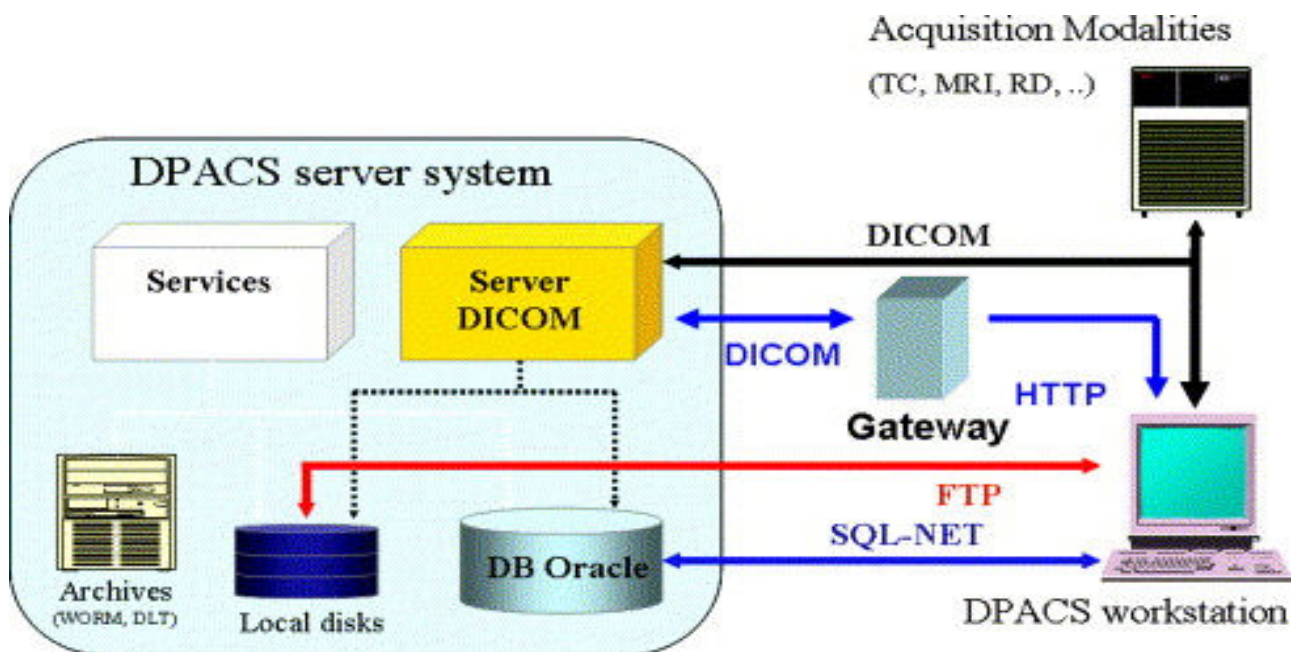 Acquisition Modalities
(TC, MRI, RD, ..)
DPACS server system
Services
Server
DICOM
DICOM
DICOM
HTTP
Gateway
FTP
SQL-NET
DB Oracle
Archives
(WORM, DLT)
Local disks
DPACS workstation